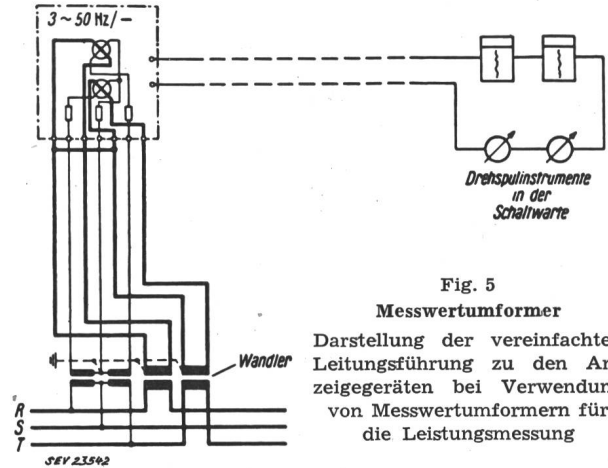 3 ~ 50 Hz / –
Drehspulinstrumente
in der
Schaltwarte
Fig. 5
Messwertumformer
Darstellung der vereinfachte
Leitungsführung zu den An
zeigegeräten bei Verwendun
von Messwertumformern für
die Leistungsmessung
Wandler
R
S
T
SEV 23542